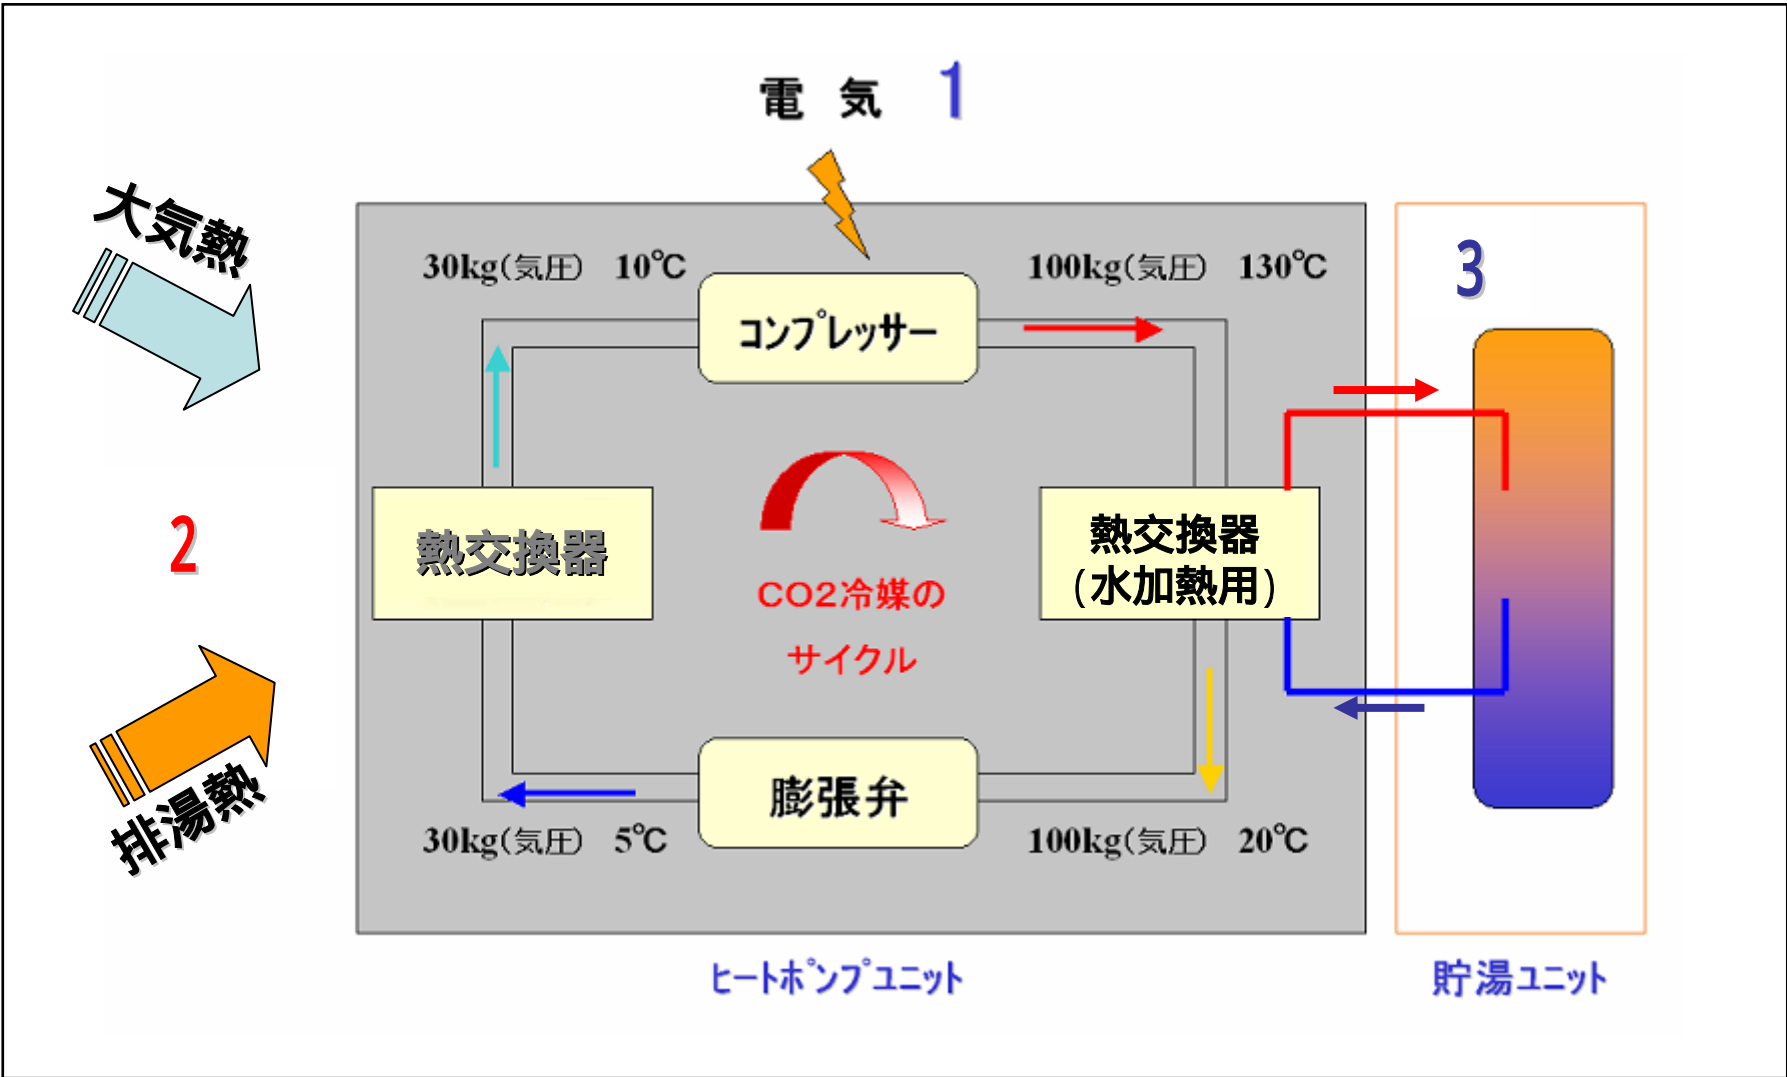 電 気 1
大気熱
30kg(気圧) 10℃
100kg(気圧) 130℃
3
コンプレッサー
2
熱交換器
熱交換器
(水加熱用)
CO2冷媒の
サイクル
排湯熱
膨張弁
30kg(気圧) 5℃
100kg(気圧) 20℃
ヒートポンプユニット
貯湯ユニット